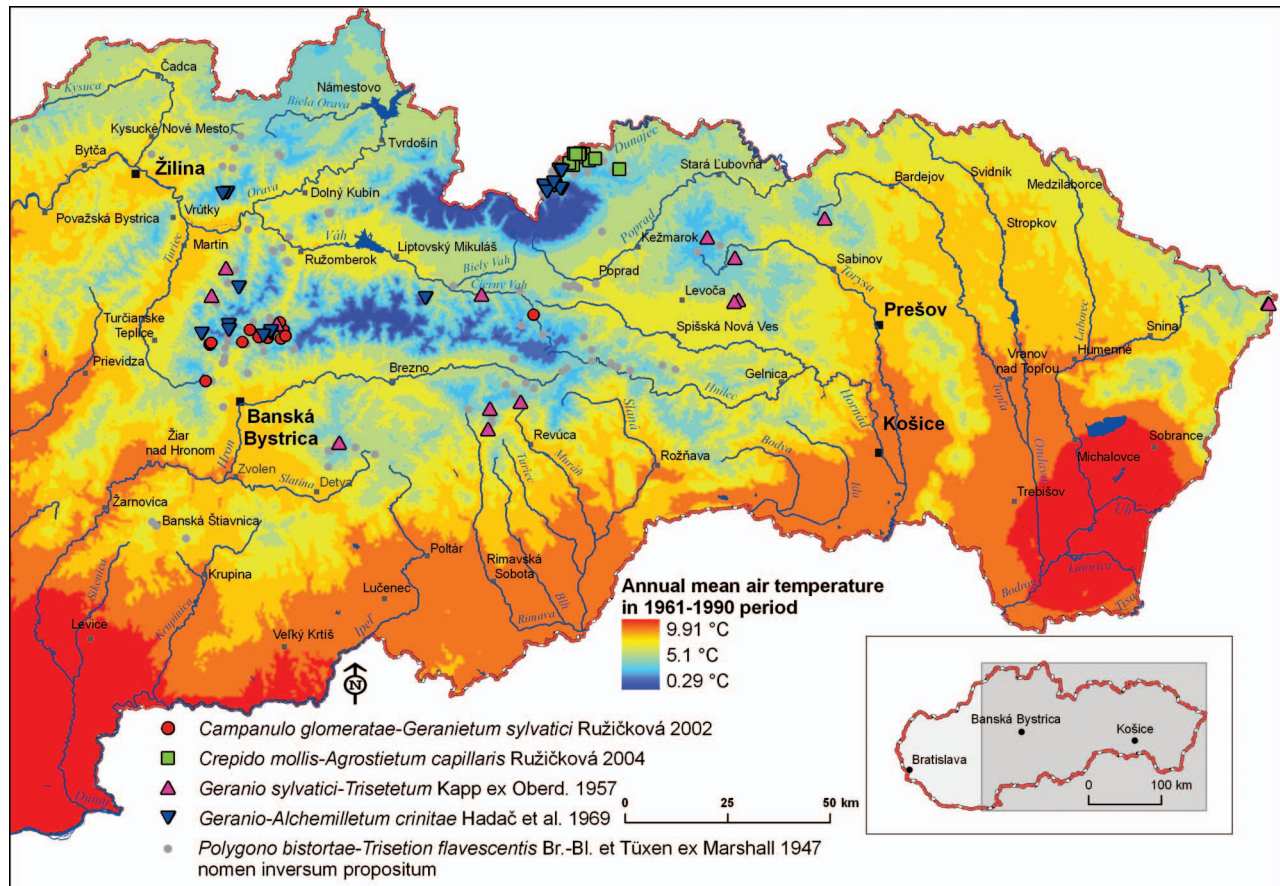 Čadca
Námestovo
Kysuca
Biela Orava
Kysucké Nové Mesto
Tvrdošín
Dunajec
Bytča
Žilina
Stará Ľubovňa
Bardejov
Svidník
Medzilaborce
Orava
Dolný Kubín
Považská Bystrica
Vrútky
Stropkov
Turiec
Martin
Váh
Liptovský Mikuláš
Poprad
Kežmarok
Ružomberok
Biely Vah
Poprad
Sabinov
Torisa
Čierny Vah
Levoča
Prešov
Laborec
Snina
Turčianske
Teplice
Spišská Nová Ves
Humenné
Prievidza
Vranov
nad Topľou
Brezno
Hnilec
Gelnica
Topľa
Banská
Bystrica
Slaná
Hornád
Košice
Revúca
Žiar
nad Hronom
Hron
Bodva
Ondava
Sobrance
Michalovce
Zvolen
Slatina
Detva
Turiec
Muráň
Rožňava
Ida
Žarnovica
Trebišov
Uh
Banská Štiavnica
Poltár
Rimavská
Sobota
Latorica
Krupina
Sikenica
Lučenec
Blh
Bodrog
Tisa
Krupinica
Levice
Veľký Krtíš
Ipeľ
Rimava
Dunaj
Annual mean air temperature
in 1961-1990 period
9.91 °C
5.1 °C
0.29 °C
N
Campanulo glomeratae-Geranietum sylvatici Ružičková 2002
Crepido mollis-Agrostietum capillaris Ružičková 2004
Geranio sylvatici-Trisetetum Kapp ex Oberd. 1957
Geranio-Alchemilletum crinitae Hadač et al. 1969
Polygono bistortae-Trisetion flavescentis Br.-Bl. et Tüxen ex Marshall 1947
nomen inversum propositum
0 25 50 km
Banská Bystrica
Košice
Bratislava
0 100 km